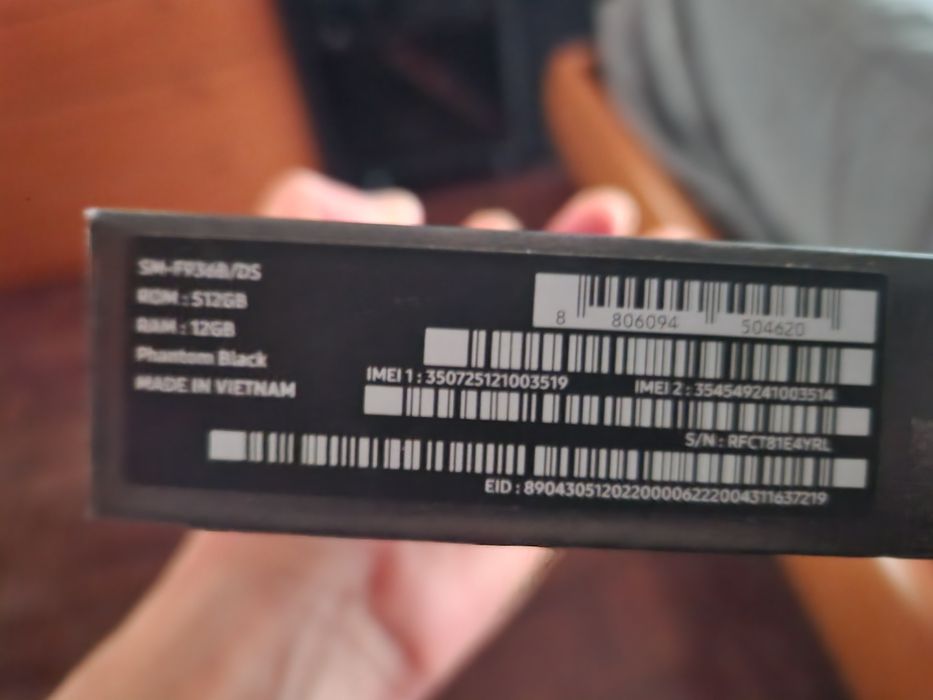 SM-F936B/DS
ROM : 512GB
RAM : 12GB
Phantom Black
MADE IN VIETNAM
8 806094 504620
IMEI 1 : 350725121003519 IMEI 2 : 354549241003514
S/N : RFCT81E4YRL
EID : 89043051202200006222004311637219